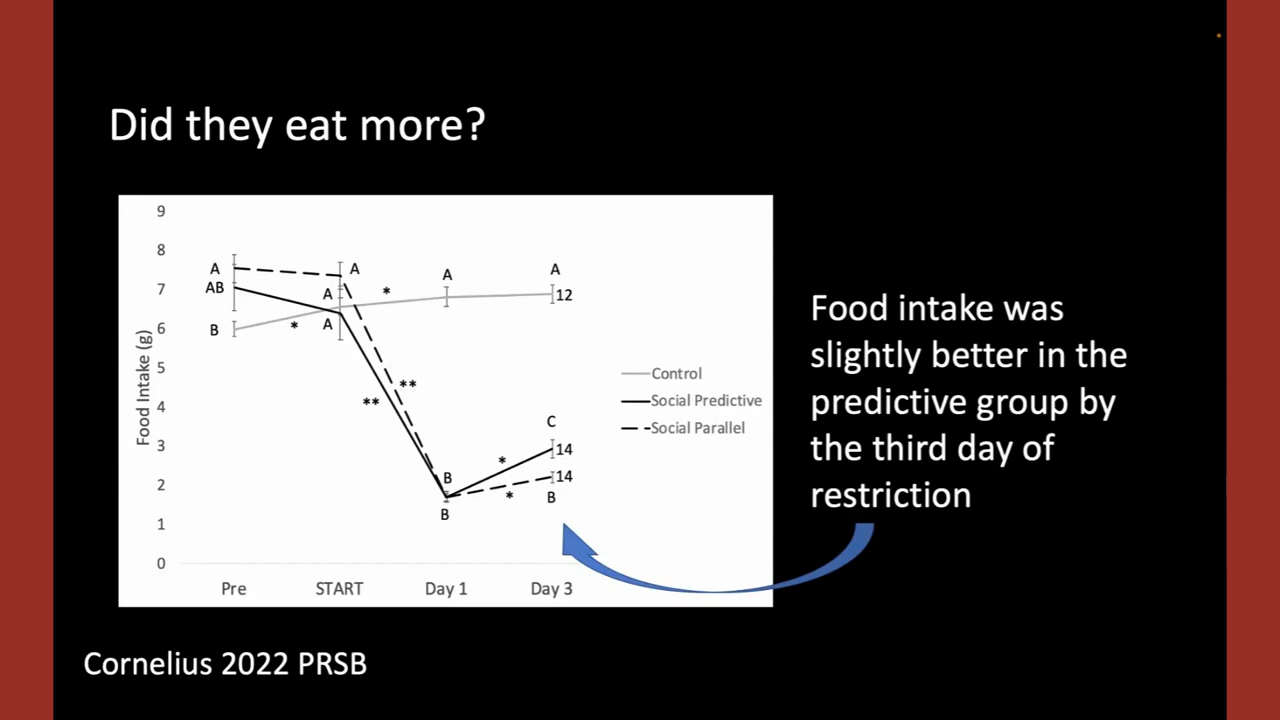 Did they eat more?
9
8
7
6
5
4
3
2
1
0
Food Intake (g)
A
AB
B
*
A
A
A
*
**
**
A
B
B
*
*
A
12
C
14
14
B
Control
Social Predictive
Social Parallel
Pre START Day 1 Day 3
Food intake was
slightly better in the
predictive group by
the third day of
restriction
Cornelius 2022 PRSB